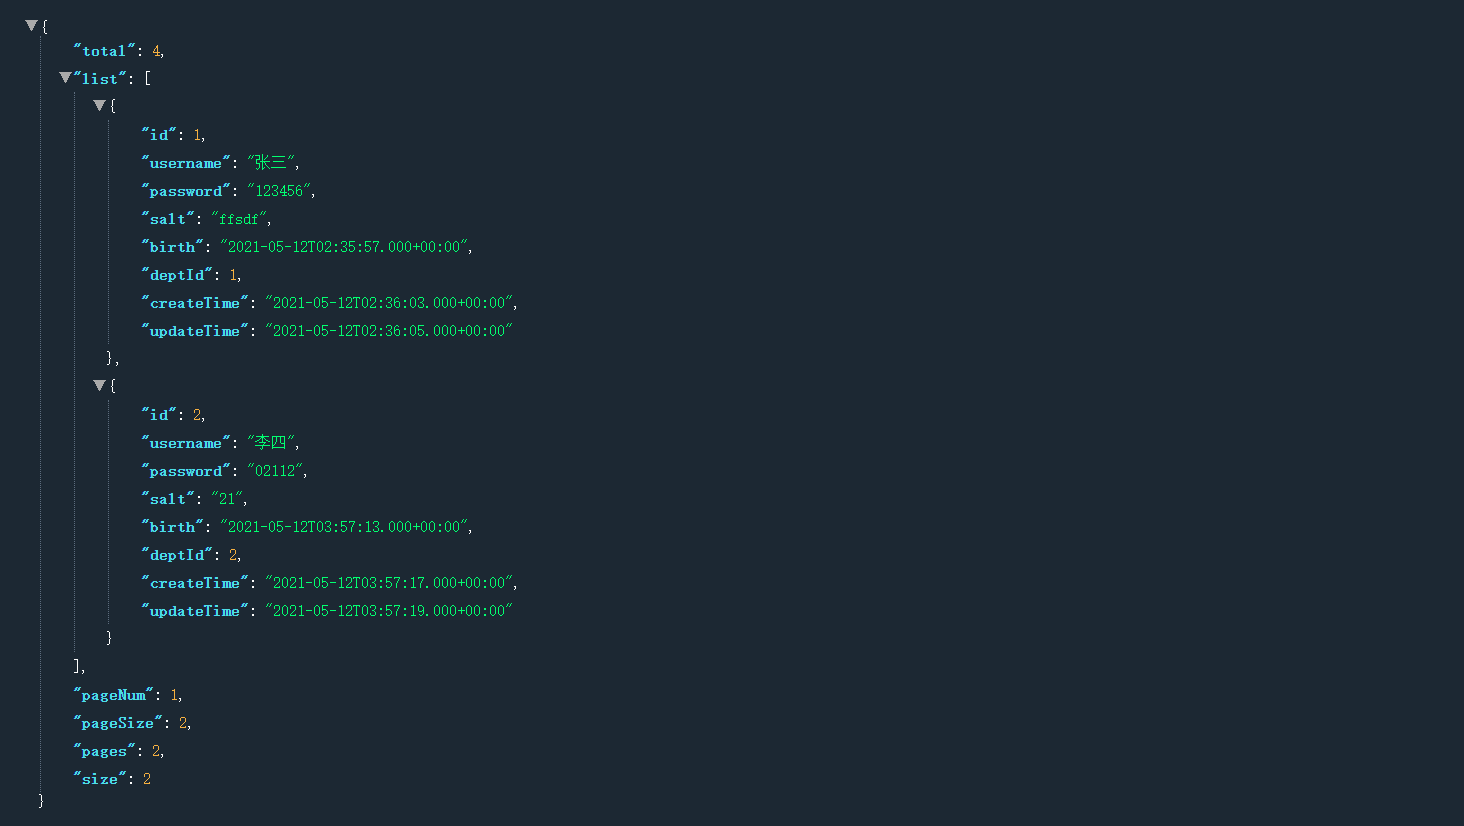 {
"total": 4,
"list": [
{
"id": 1,
"username": "张三",
"password": "123456",
"salt": "ffsdf",
"birth": "2021-05-12T02:35:57.000+00:00",
"deptId": 1,
"createTime": "2021-05-12T02:36:03.000+00:00",
"updateTime": "2021-05-12T02:36:05.000+00:00"
},
{
"id": 2,
"username": "李四",
"password": "02112",
"salt": "21",
"birth": "2021-05-12T03:57:13.000+00:00",
"deptId": 2,
"createTime": "2021-05-12T03:57:17.000+00:00",
"updateTime": "2021-05-12T03:57:19.000+00:00"
}
],
"pageNum": 1,
"pageSize": 2,
"pages": 2,
"size": 2
}